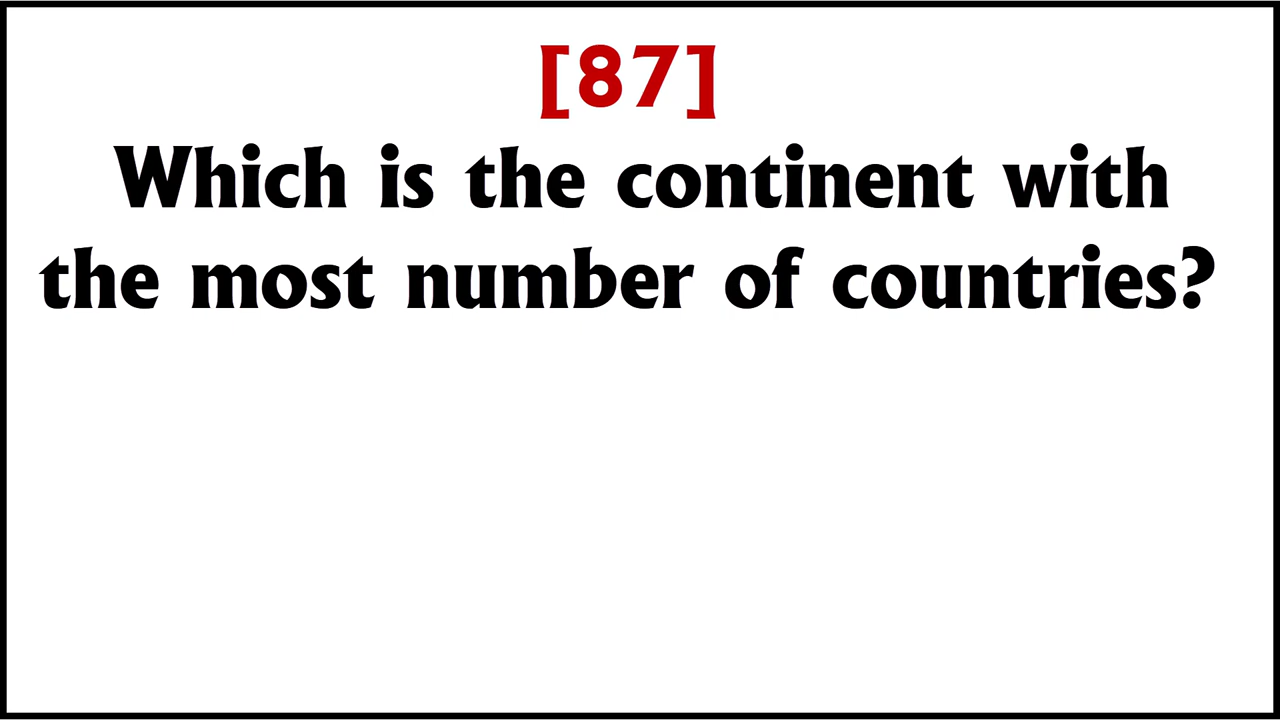 [87]
Which is the continent with
the most number of countries?